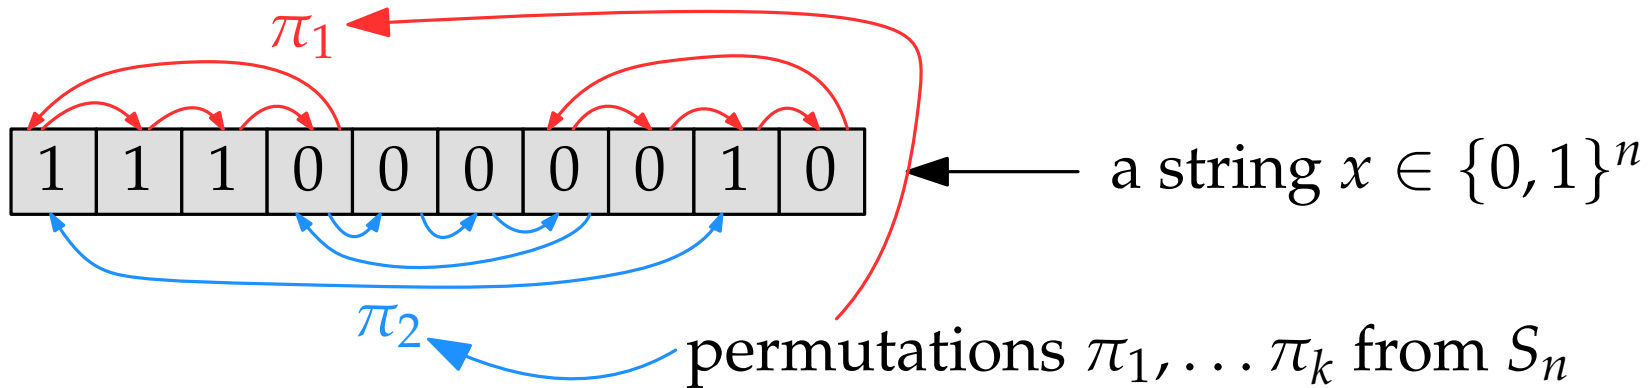 π₁
1 1 1 0 0 0 0 0 1 0
a string x ∈ {0, 1}ⁿ
π₂
permutations π₁, … πₖ from Sₙ